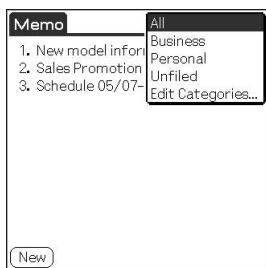 Memo
All
Business
Personal
Unfiled
Edit Categories...
1. New model infor
2. Sales Promotion
3. Schedule 05/07-
New